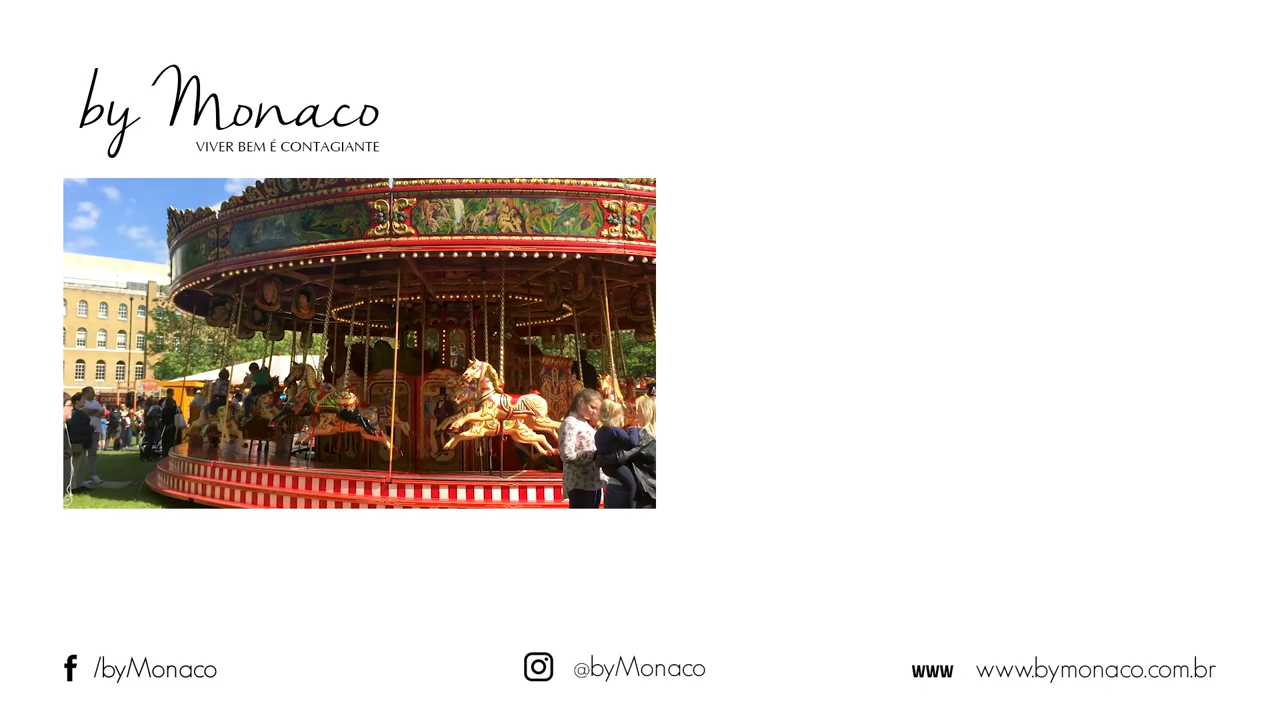 by Monaco
VIVER BEM É CONTAGIANTE
/byMonaco
@byMonaco
www www.bymonaco.com.br